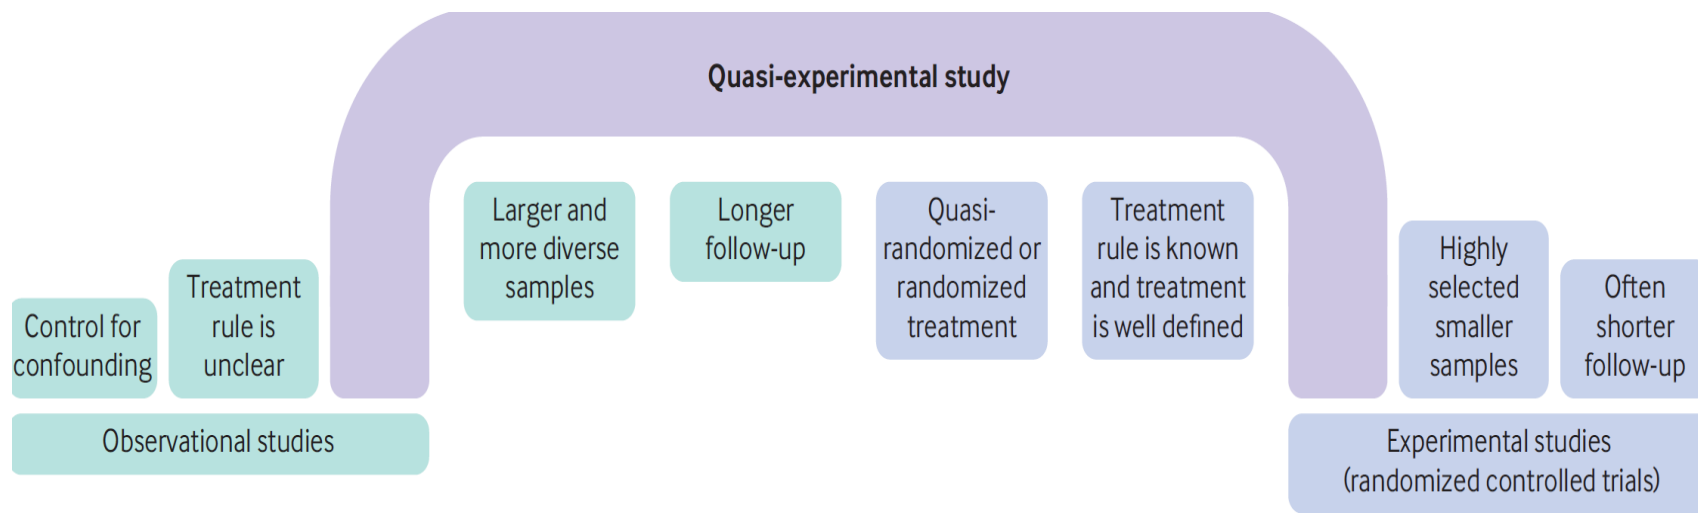 Quasi-experimental study
Control for
confounding
Treatment
rule is
unclear
Larger and
more diverse
samples
Longer
follow-up
Quasi-
randomized or
randomized
treatment
Treatment
rule is known
and treatment
is well defined
Highly
selected
smaller
samples
Often
shorter
follow-up
Observational studies
Experimental studies
(randomized controlled trials)